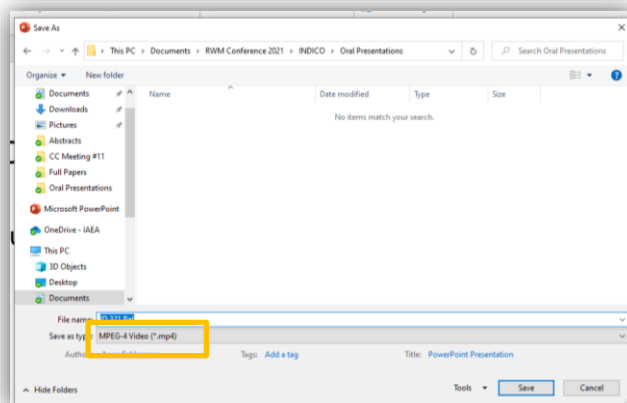 Save As
This PC > Documents > RWM Conference 2021 > INDICO > Oral Presentations
Search Oral Presentations
Organize New folder
Documents
Downloads
Pictures
Abstracts
CC Meeting #11
Full Papers
Oral Presentations
Microsoft PowerPoint
OneDrive - IAEA
This PC
3D Objects
Desktop
Documents
Name Date modified Type Size
No items match your search.
File name:
Save as type: MPEG-4 Video (*.mp4)
Tags: Add a tag Title: PowerPoint Presentation
Hide Folders Tools Save Cancel